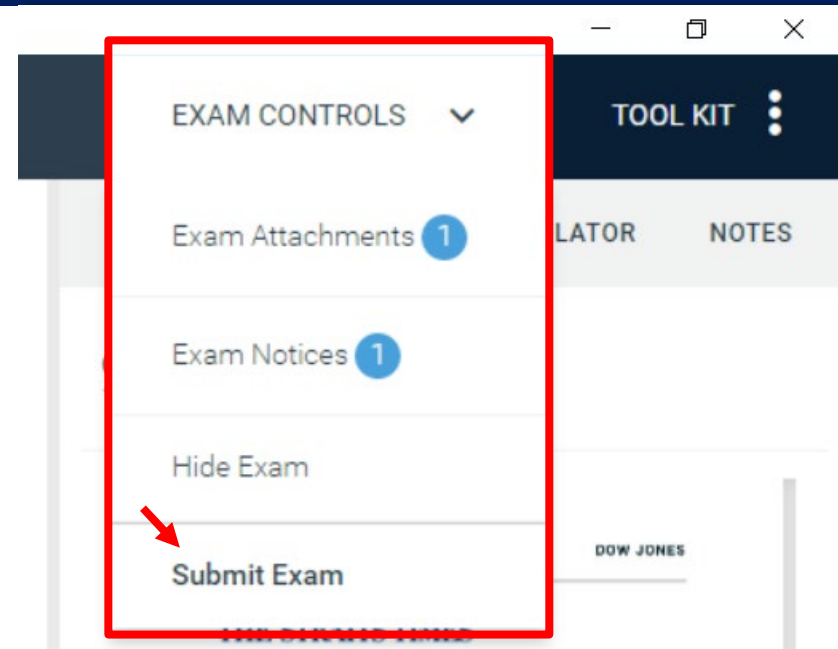 EXAM CONTROLS
TOOL KIT
Exam Attachments 1
LATOR
NOTES
Exam Notices 1
Hide Exam
DOW JONES
Submit Exam